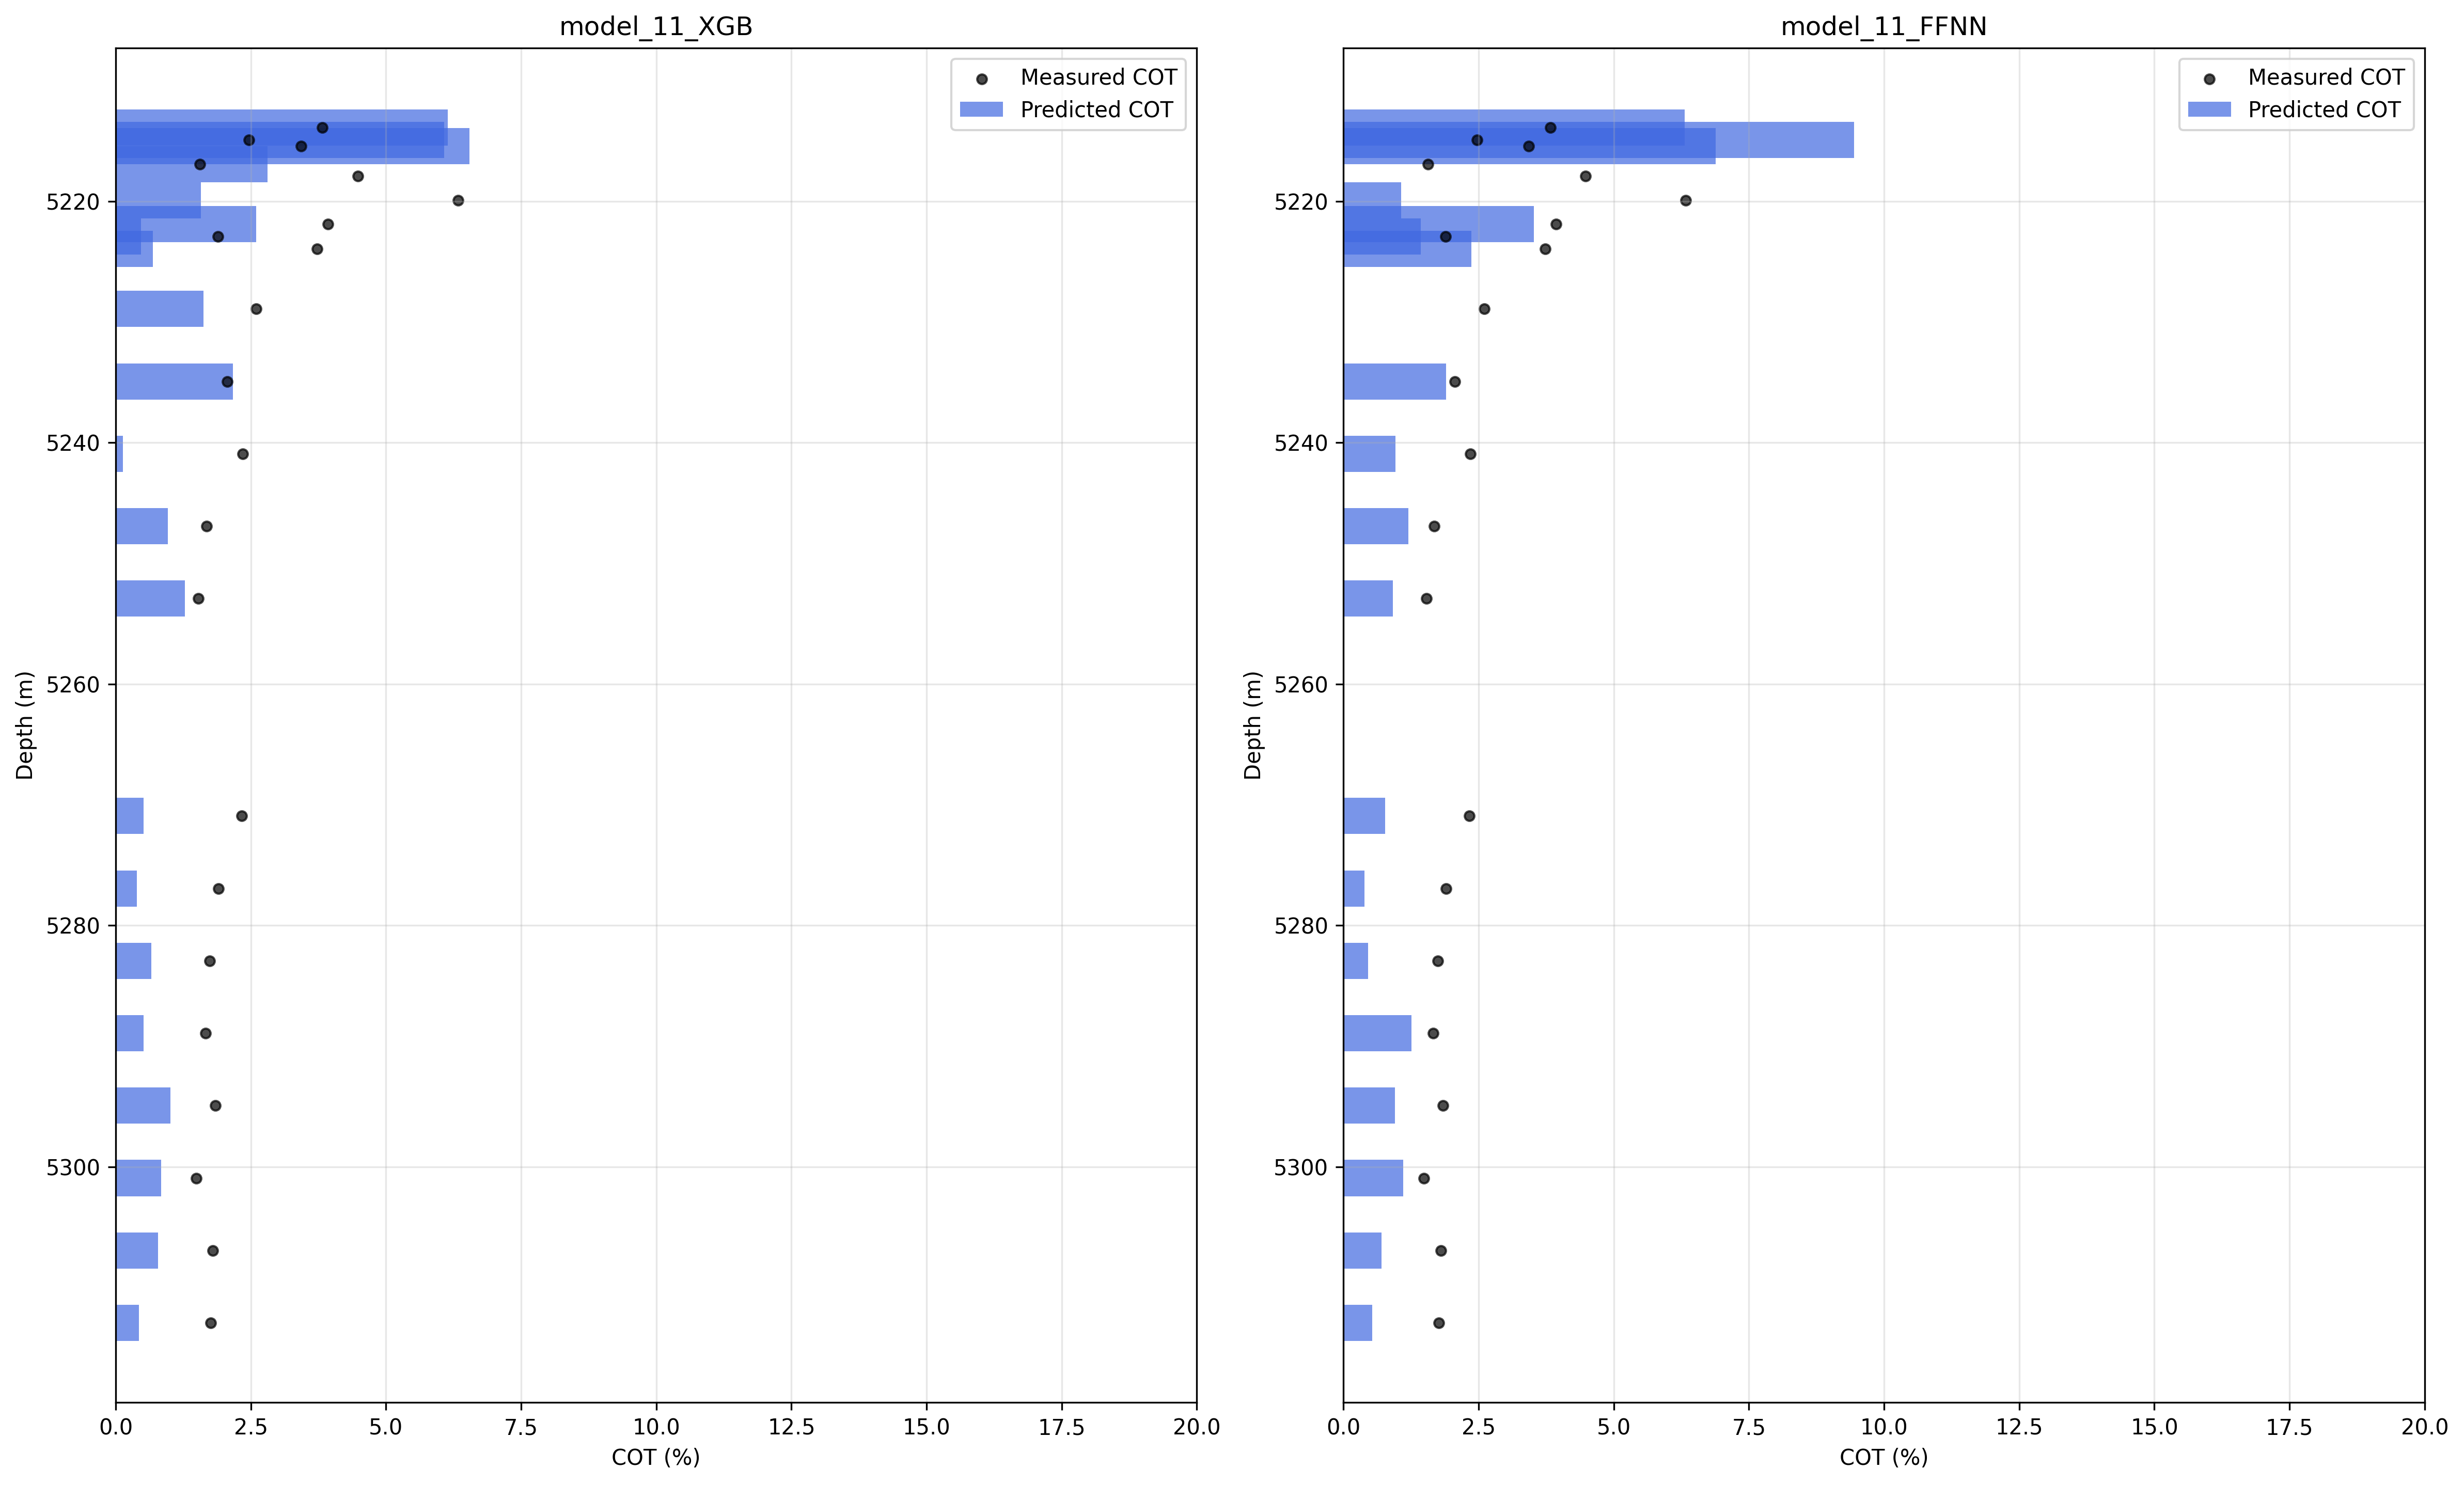 model_11_XGB
Measured COT
Predicted COT
5220
5240
5260
5280
5300
Depth (m)
0.0 2.5 5.0 7.5 10.0 12.5 15.0 17.5 20.0
COT (%)
model_11_FFNN
Measured COT
Predicted COT
5220
5240
5260
5280
5300
Depth (m)
0.0 2.5 5.0 7.5 10.0 12.5 15.0 17.5 20.0
COT (%)